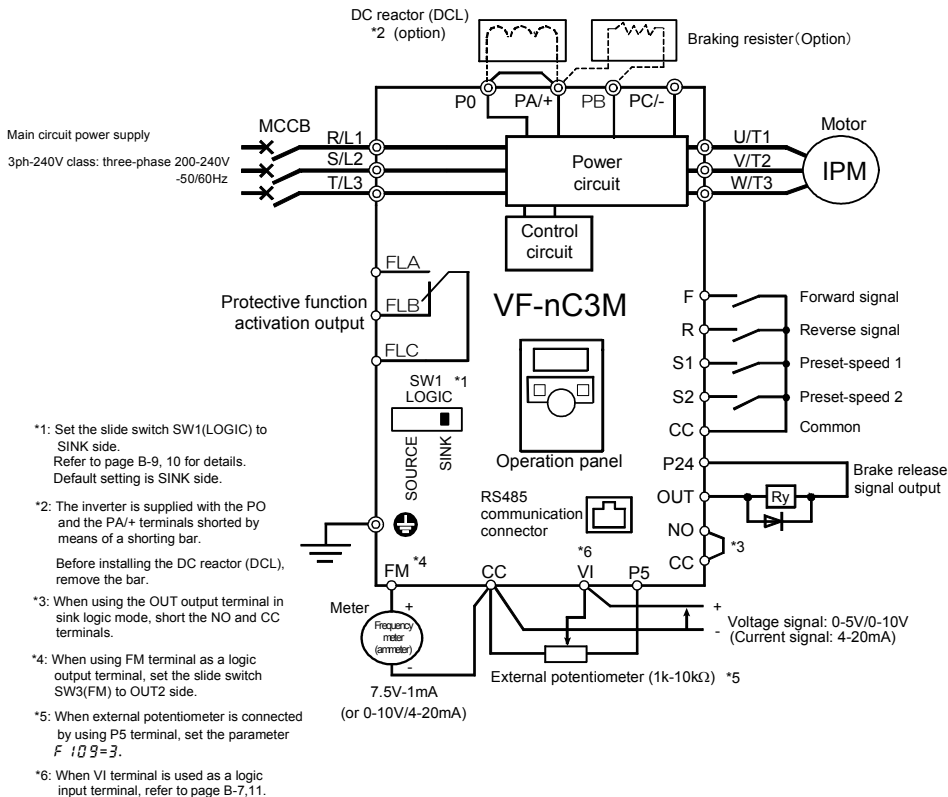 DC reactor (DCL)
*2 (option)
Braking resister（Option）
P0
PA/+
PB
PC/-
Main circuit power supply
MCCB
3ph-240V class: three-phase 200-240V
-50/60Hz
R/L1
S/L2
T/L3
Power
circuit
U/T1
V/T2
W/T3
Motor
IPM
Control
circuit
FLA
FLB
FLC
Protective function
activation output
VF-nC3M
F
Forward signal
R
Reverse signal
S1
Preset-speed 1
S2
Preset-speed 2
CC
Common
SW1 *1
LOGIC
SOURCE
SINK
Operation panel
P24
OUT
Ry
Brake release
signal output
NO
CC
*3
RS485
communication
connector
*1: Set the slide switch SW1(LOGIC) to
SINK side.
Refer to page B-9, 10 for details.
Default setting is SINK side.
*2: The inverter is supplied with the PO
and the PA/+ terminals shorted by
means of a shorting bar.
Before installing the DC reactor (DCL),
remove the bar.
*3: When using the OUT output terminal in
sink logic mode, short the NO and CC
terminals.
*4: When using FM terminal as a logic
output terminal, set the slide switch
SW3(FM) to OUT2 side.
*5: When external potentiometer is connected
by using P5 terminal, set the parameter
F109=3.
*6: When VI terminal is used as a logic
input terminal, refer to page B-7,11.
FM *4
CC
*6
VI
P5
Meter
+
Frequency
meter
(ammeter)
-
7.5V-1mA
(or 0-10V/4-20mA)
+
-
Voltage signal: 0-5V/0-10V
(Current signal: 4-20mA)
External potentiometer (1k-10kΩ) *5